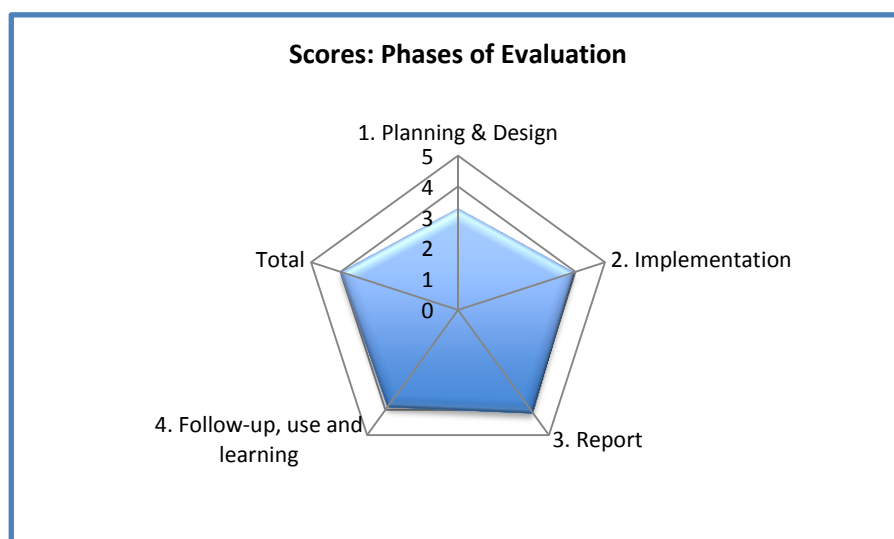 Scores: Phases of Evaluation
1. Planning & Design
5
4
3
2
1
0
2. Implementation
Total
4. Follow-up, use and
learning
3. Report